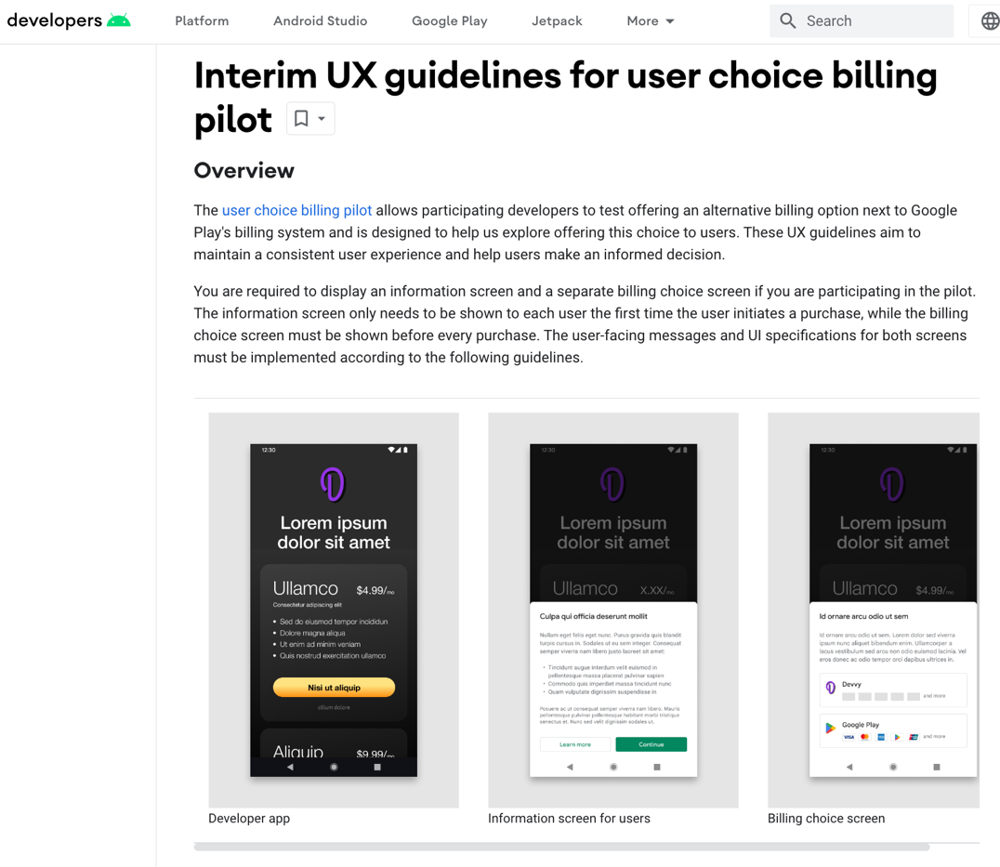 developers
Platform
Android Studio
Google Play
Jetpack
More
Search
Interim UX guidelines for user choice billing
pilot
Overview
The user choice billing pilot allows participating developers to test offering an alternative billing option next to Google
Play's billing system and is designed to help us explore offering this choice to users. These UX guidelines aim to
maintain a consistent user experience and help users make an informed decision.
You are required to display an information screen and a separate billing choice screen if you are participating in the pilot.
The information screen only needs to be shown to each user the first time the user initiates a purchase, while the billing
choice screen must be shown before every purchase. The user-facing messages and UI specifications for both screens
must be implemented according to the following guidelines.
12:30
Lorem ipsum
dolor sit amet
Ullamco $4.99/mo
Consectetur adipiscing elit
• Sed do eiusmod tempor incididun
• Dolore magna aliqua
• Ut enim ad minim veniam
• Quis nostrud exercitation ullamco
Nisi ut aliquip
cillum dolore
Aliquip $9.99/mo
Developer app
12:30
Lorem ipsum
dolor sit amet
Ullamco X.XX/mo
Culpa qui officia deserunt mollit
Nullam eget felis eget nunc. Purus gravida quis blandit
turpis cursus in. Sodales ut eu sem integer. Consequat
semper viverra nam libero justo laoreet sit amet:
• Tincidunt augue interdum velit euismod in
pellentesque massa placerat pulvinar sapien
• Commodo quis imperdiet massa tincidunt nunc
• Quam vulputate dignissim suspendisse in
Posuere ac ut consequat semper viverra nam libero. Mauris
pellentesque pulvinar pellentesque habitant morbi tristique
senectus et. Nunc sed velit dignissim sodales ut.
Learn more
Continue
Information screen for users
12:30
Lorem ipsum
dolor sit amet
Ullamco $4.99/mo
Id ornare arcu odio ut sem
Id ornare arcu odio ut sem. Lorem dolor sed viverra
ipsum nunc aliquet bibendum enim. Ullamcorper a
lacus vestibulum sed arcu non odio euismod lacinia. Vel
eros donec ac odio tempor orci dapibus ultrices in.
Devvy
and more
Google Play
VISA
and more
Billing choice screen